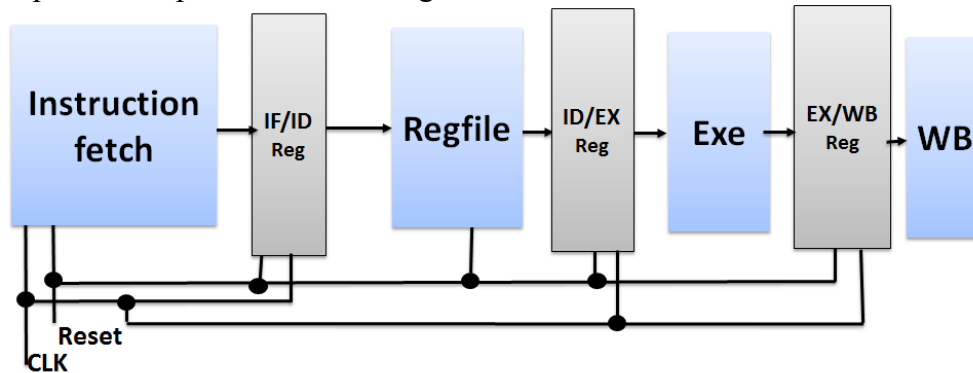 Instruction
fetch
IF/ID
Reg
Regfile
ID/EX
Reg
Exe
EX/WB
Reg
WB
Reset
CLK